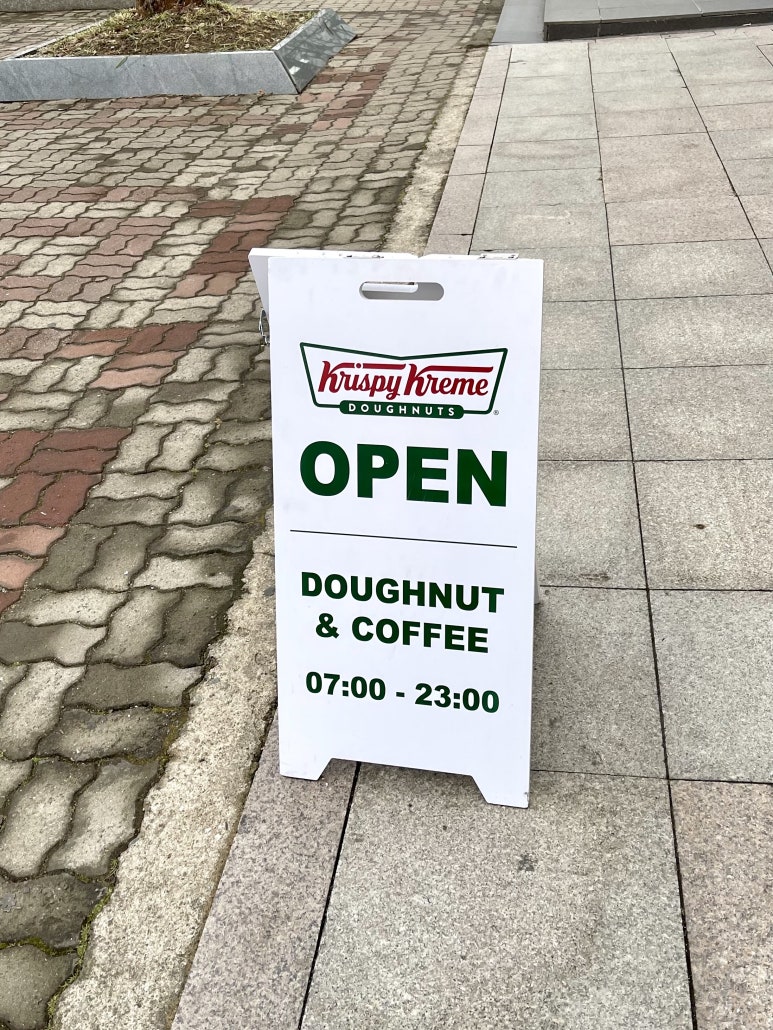 Krispy Kreme
DOUGHNUTS ®
OPEN
DOUGHNUT
& COFFEE
07:00 - 23:00